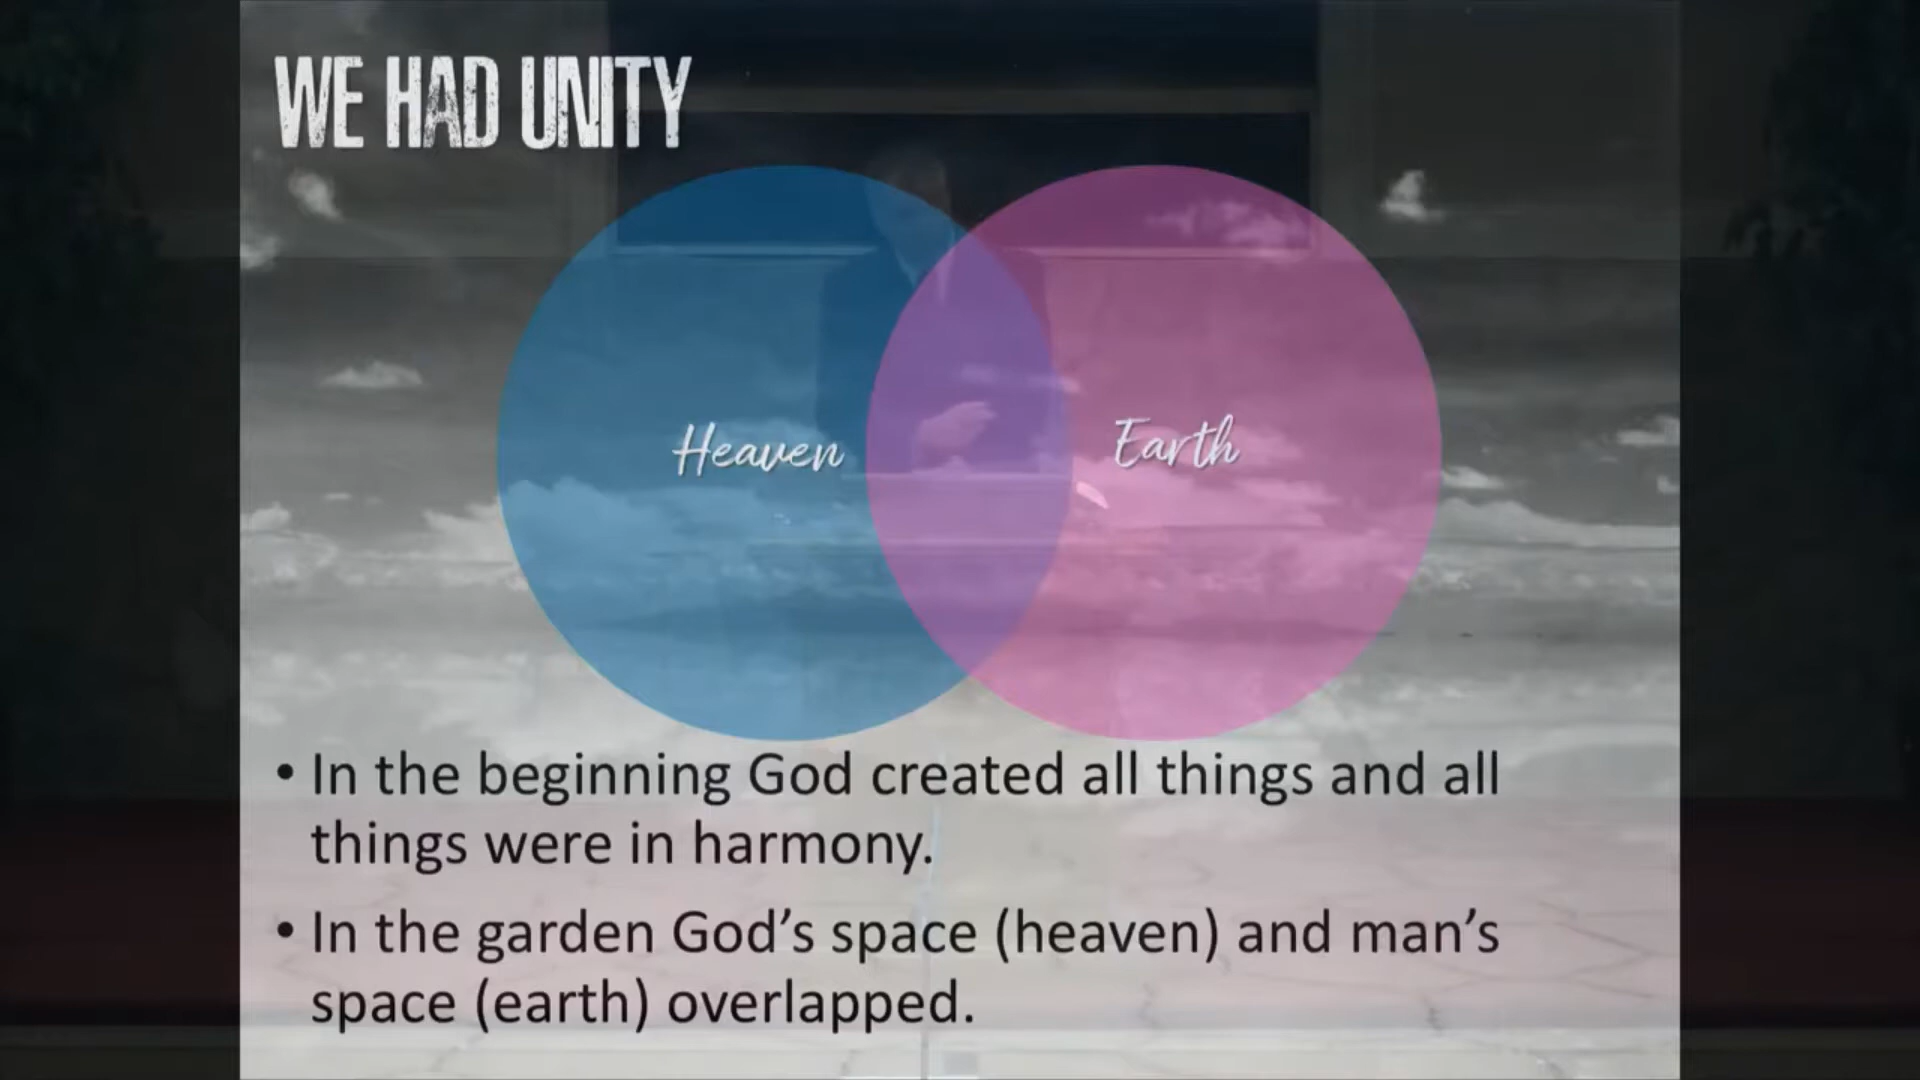 WE HAD UNITY
Heaven
Earth
• In the beginning God created all things and all
things were in harmony.
• In the garden God’s space (heaven) and man’s
space (earth) overlapped.